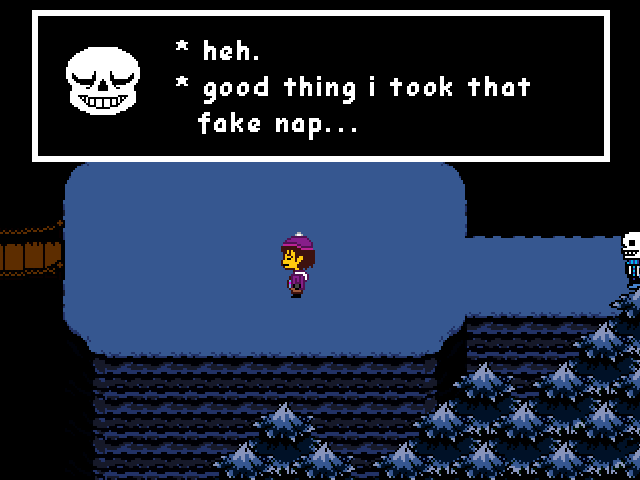 * heh.
* good thing i took that
fake nap...